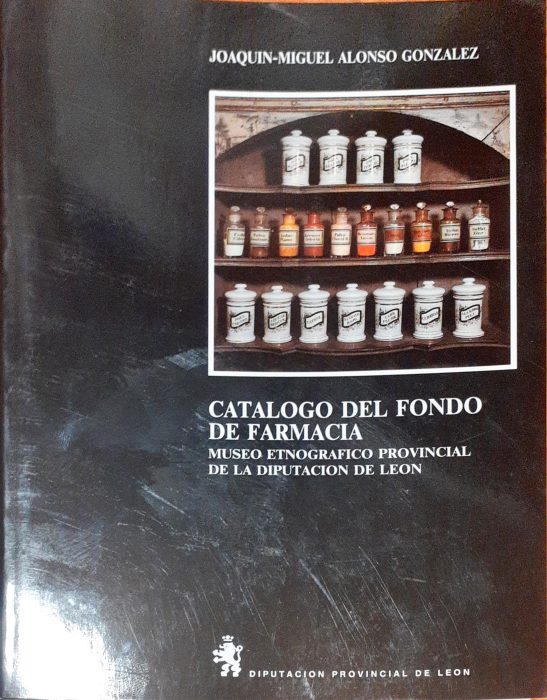 JOAQUIN-MIGUEL ALONSO GONZALEZ
CATALOGO DEL FONDO
DE FARMACIA
MUSEO ETNOGRAFICO PROVINCIAL
DE LA DIPUTACION DE LEON
DIPUTACION PROVINCIAL DE LEON